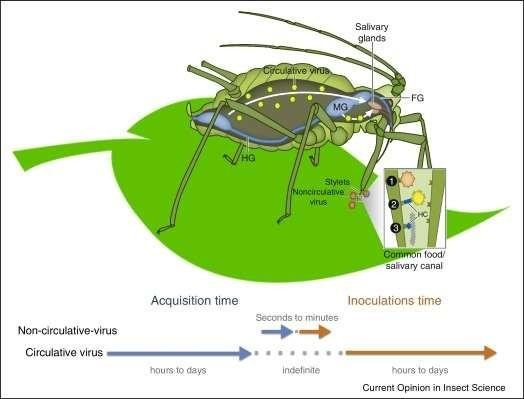 Salivary
glands
Circulative virus
FG
MG
HG
Stylets
Noncirculative
virus
1
2
HC
3
Common food/
salivary canal
Acquisition time
Inoculations time
Seconds to minutes
Non-circulative-virus
Circulative virus
hours to days
indefinite
hours to days
Current Opinion in Insect Science